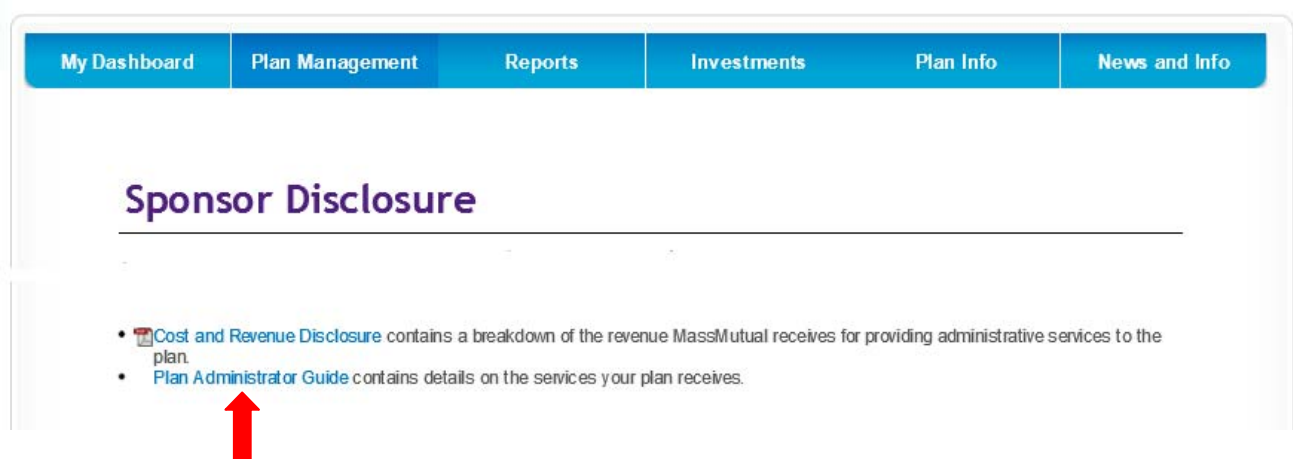 My Dashboard Plan Management Reports Investments Plan Info News and Info
Sponsor Disclosure
• Cost and Revenue Disclosure contains a breakdown of the revenue MassMutual receives for providing administrative services to the
plan.
• Plan Administrator Guide contains details on the services your plan receives.